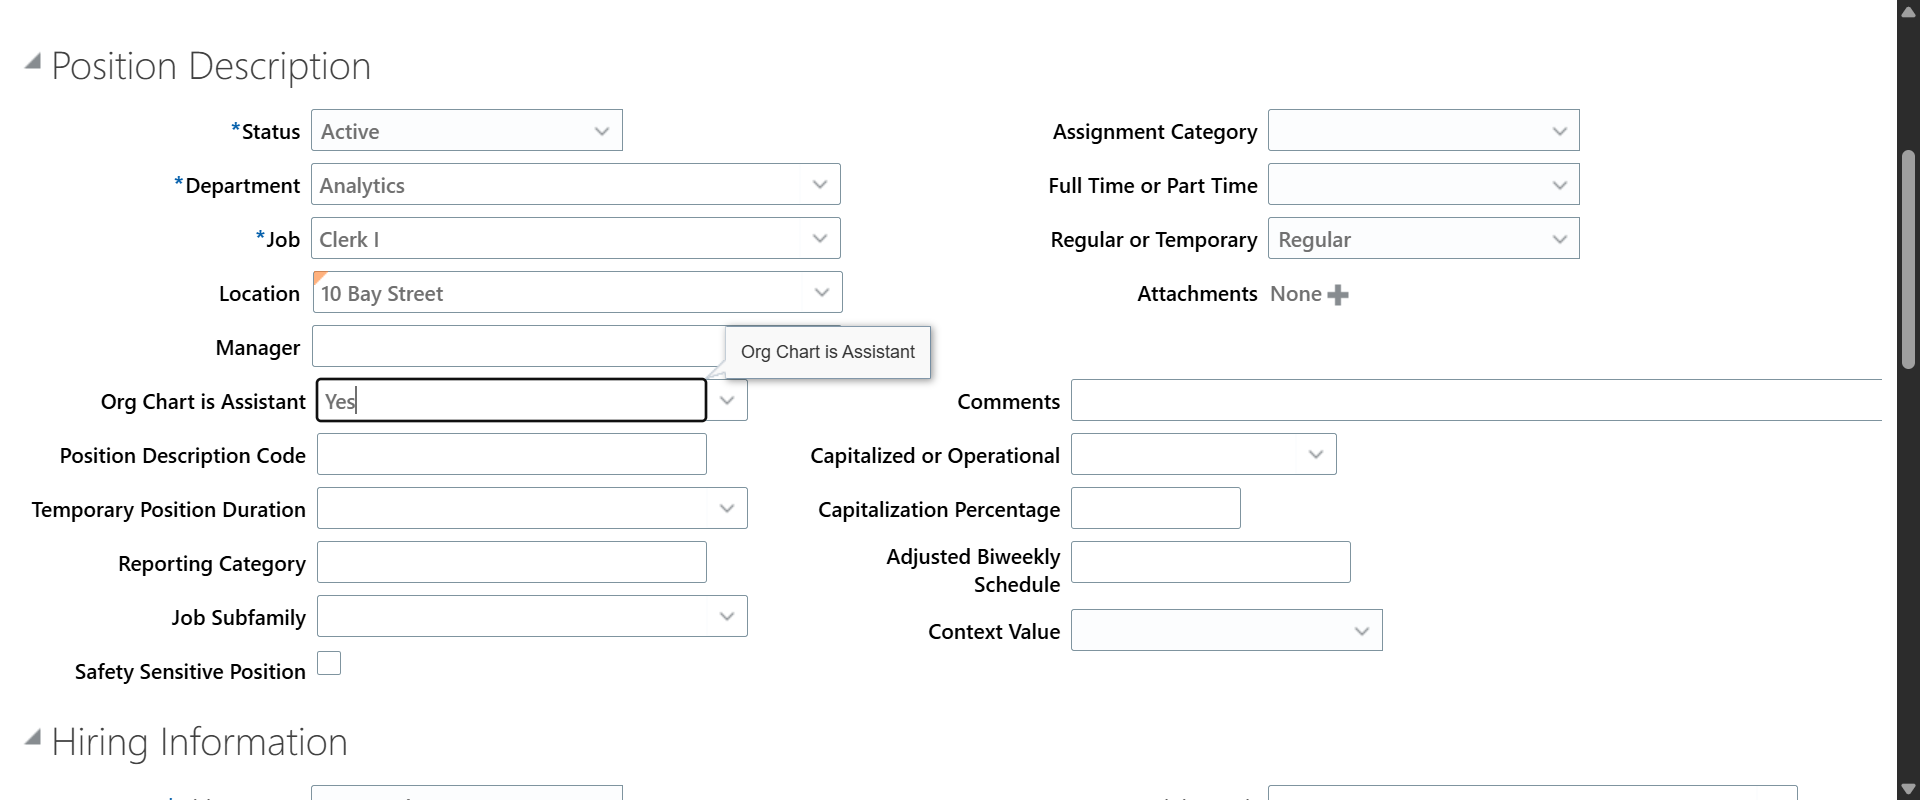 Position Description
*Status Active
Assignment Category
*Department Analytics
Full Time or Part Time
*Job Clerk I
Regular or Temporary Regular
Location 10 Bay Street
Attachments None
Manager
Org Chart is Assistant
Org Chart is Assistant Yes
Comments
Position Description Code
Capitalized or Operational
Temporary Position Duration
Capitalization Percentage
Reporting Category
Adjusted Biweekly
Schedule
Job Subfamily
Context Value
Safety Sensitive Position
Hiring Information